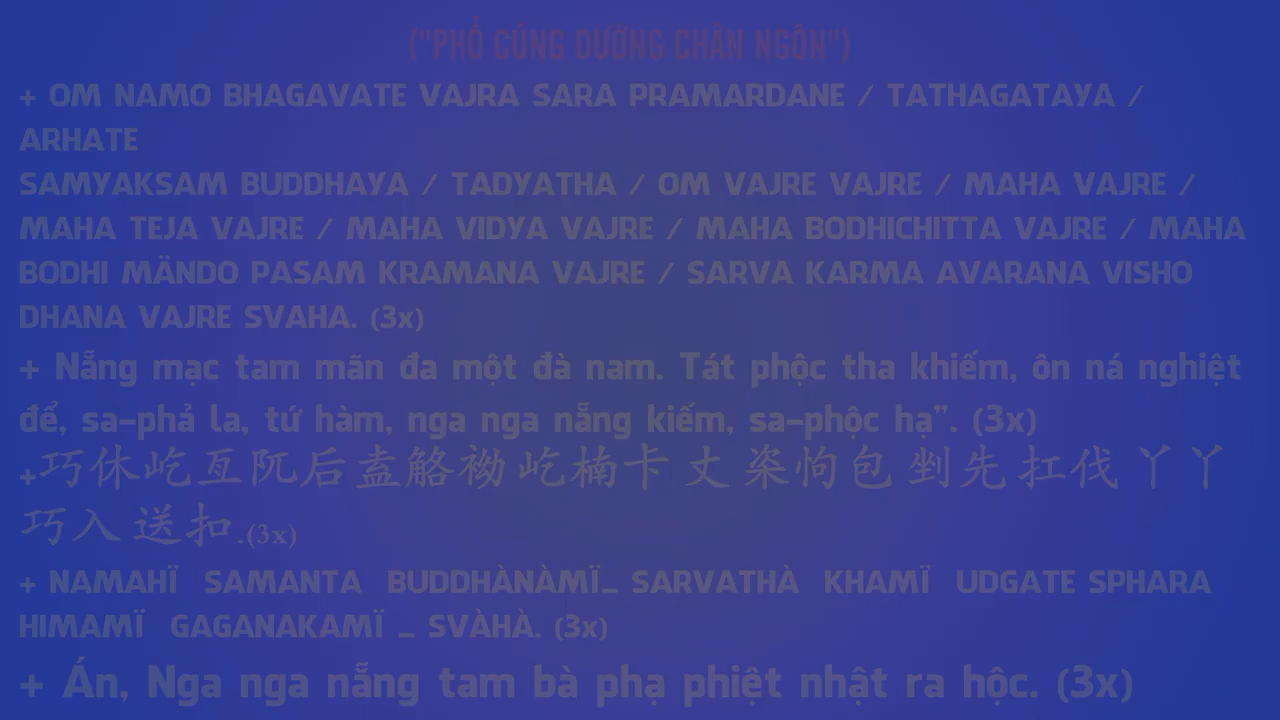 ("PHỔ CÚNG DƯỜNG CHÂN NGÔN")
+ OM NAMO BHAGAVATE VAJRA SARA PRAMARDANE / TATHAGATAYA /
ARHATE
SAMYAKSAM BUDDHAYA / TADYATHA / OM VAJRE VAJRE / MAHA VAJRE /
MAHA TEJA VAJRE / MAHA VIDYA VAJRE / MAHA BODHICHITTA VAJRE / MAHA
BODHI MÄNDO PASAM KRAMANA VAJRE / SARVA KARMA AVARANA VISHO
DHANA VAJRE SVAHA. (3x)
+ Nẵng mạc tam mãn đa một đà nam. Tát phộc tha khiếm, ôn ná nghiệt
để, sa-phả la, tứ hàm, nga nga nẵng kiếm, sa-phộc hạ”. (3x)
+巧休屹亙阢后盍觡袎屹楠卡丈柒怐包剉先扛伐丫丫
巧入送扣.(3x)
+ NAMAHÏ SAMANTA BUDDHÀNÀMÏ_ SARVATHÀ KHAMÏ UDGATE SPHARA
HIMAMÏ GAGANAKAMÏ _ SVÀHÀ. (3x)
+ Án, Nga nga nẵng tam bà phạ phiệt nhật ra hộc. (3x)